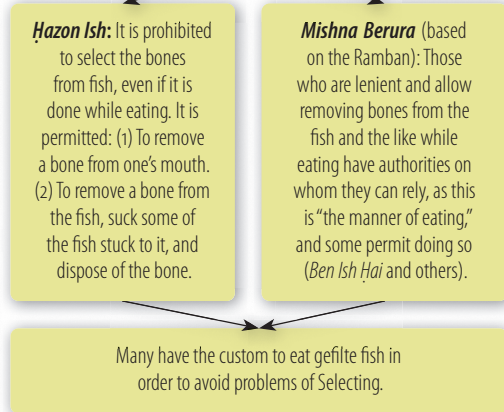 Ḥazon Ish: It is prohibited
to select the bones
from fish, even if it is
done while eating. It is
permitted: (1) To remove
a bone from one’s mouth.
(2) To remove a bone from
the fish, suck some of
the fish stuck to it, and
dispose of the bone.
Mishna Berura (based
on the Ramban): Those
who are lenient and allow
removing bones from the
fish and the like while
eating have authorities on
whom they can rely, as this
is “the manner of eating,”
and some permit doing so
(Ben Ish Ḥai and others).
Many have the custom to eat gefilte fish in
order to avoid problems of Selecting.